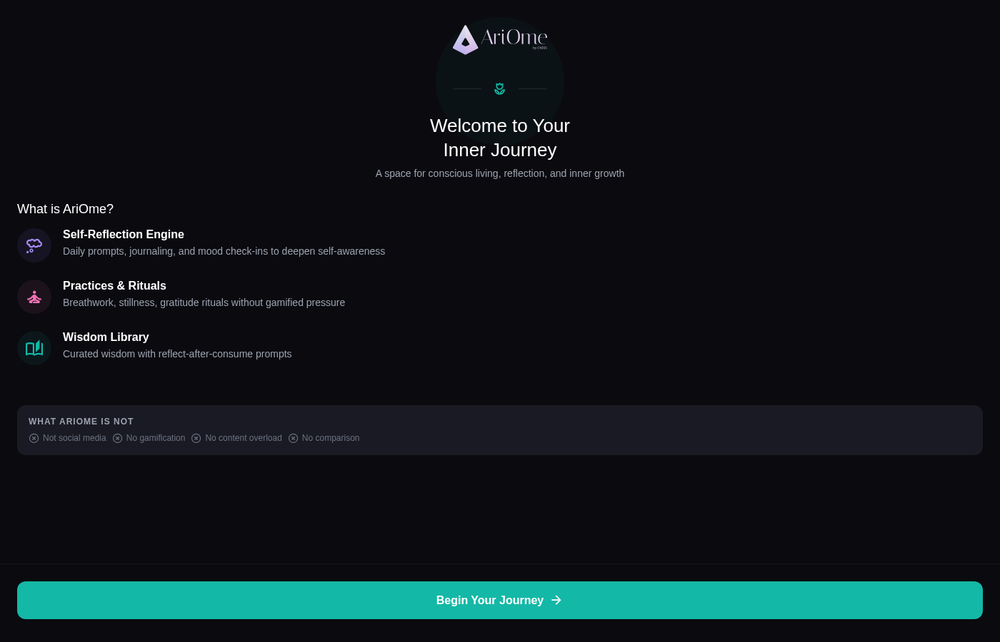 AriOme
by CHESS
Welcome to Your
Inner Journey
A space for conscious living, reflection, and inner growth
What is AriOme?
Self-Reflection Engine
Daily prompts, journaling, and mood check-ins to deepen self-awareness
Practices & Rituals
Breathwork, stillness, gratitude rituals without gamified pressure
Wisdom Library
Curated wisdom with reflect-after-consume prompts
WHAT ARIOME IS NOT
Not social media No gamification No content overload No comparison
Begin Your Journey